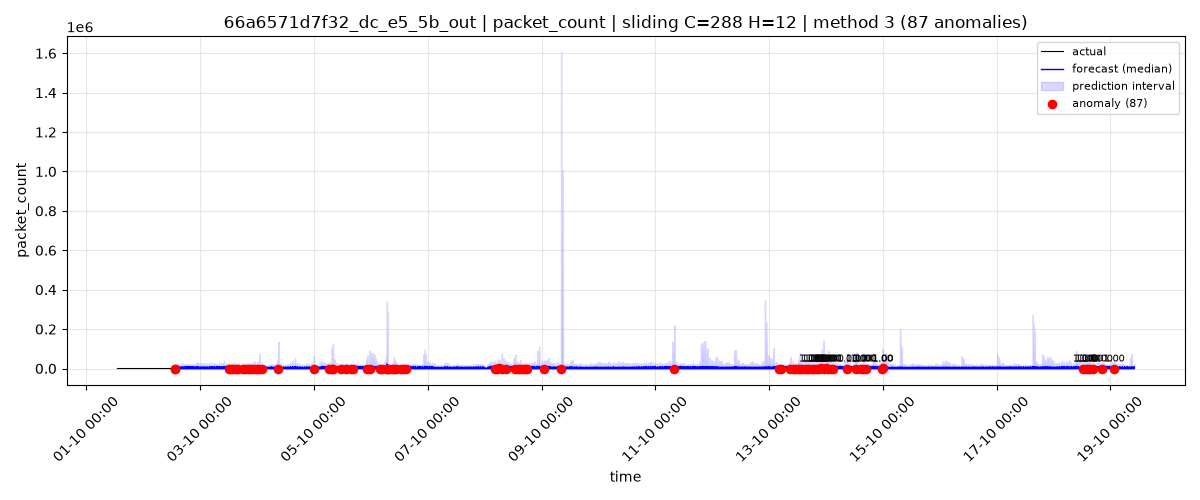 66a6571d7f32_dc_e5_5b_out | packet_count | sliding C=288 H=12 | method 3 (87 anomalies)
1e6
actual
forecast (median)
prediction interval
anomaly (87)
packet_count
1.6
1.4
1.2
1.0
0.8
0.6
0.4
0.2
0.0
01-10 00:00
03-10 00:00
05-10 00:00
07-10 00:00
09-10 00:00
11-10 00:00
13-10 00:00
15-10 00:00
17-10 00:00
19-10 00:00
time